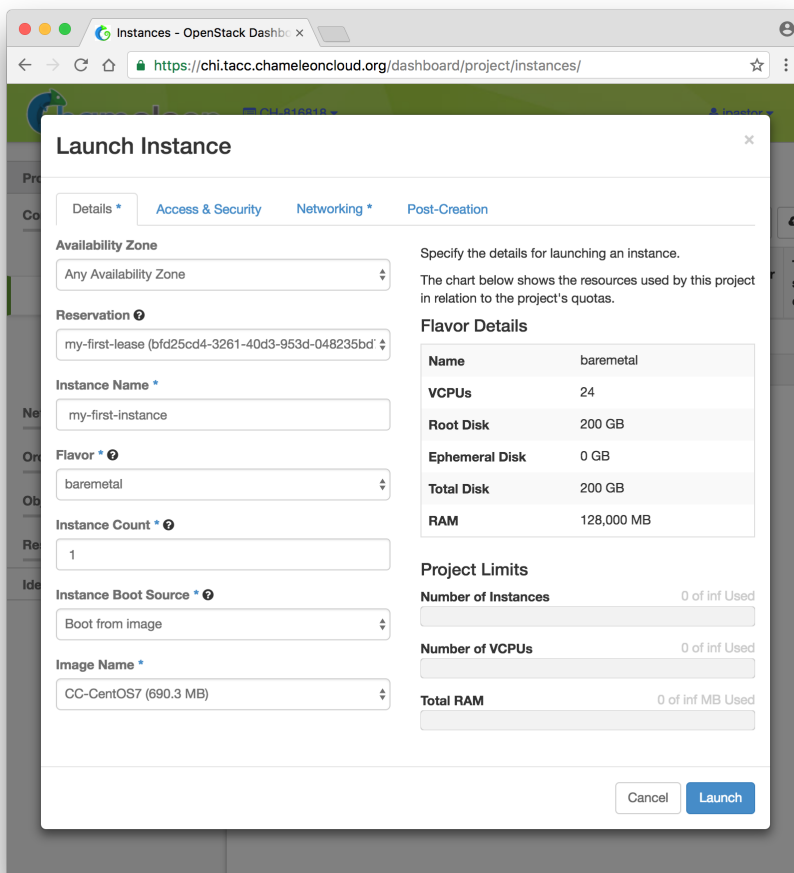 Instances - OpenStack Dashbo
https://chi.tacc.chameleoncloud.org/dashboard/project/instances/
CH-816818
Launch Instance
×
Details *
Access & Security
Networking *
Post-Creation
Availability Zone
Any Availability Zone
Reservation
my-first-lease (bfd25cd4-3261-40d3-953d-048235bd
Instance Name *
my-first-instance
Flavor *
baremetal
Instance Count *
1
Instance Boot Source *
Boot from image
Image Name *
CC-CentOS7 (690.3 MB)
Specify the details for launching an instance.
The chart below shows the resources used by this project
in relation to the project's quotas.
Flavor Details
Name baremetal
VCPUs 24
Root Disk 200 GB
Ephemeral Disk 0 GB
Total Disk 200 GB
RAM 128,000 MB
Project Limits
Number of Instances 0 of inf Used
Number of VCPUs 0 of inf Used
Total RAM 0 of inf MB Used
Cancel
Launch